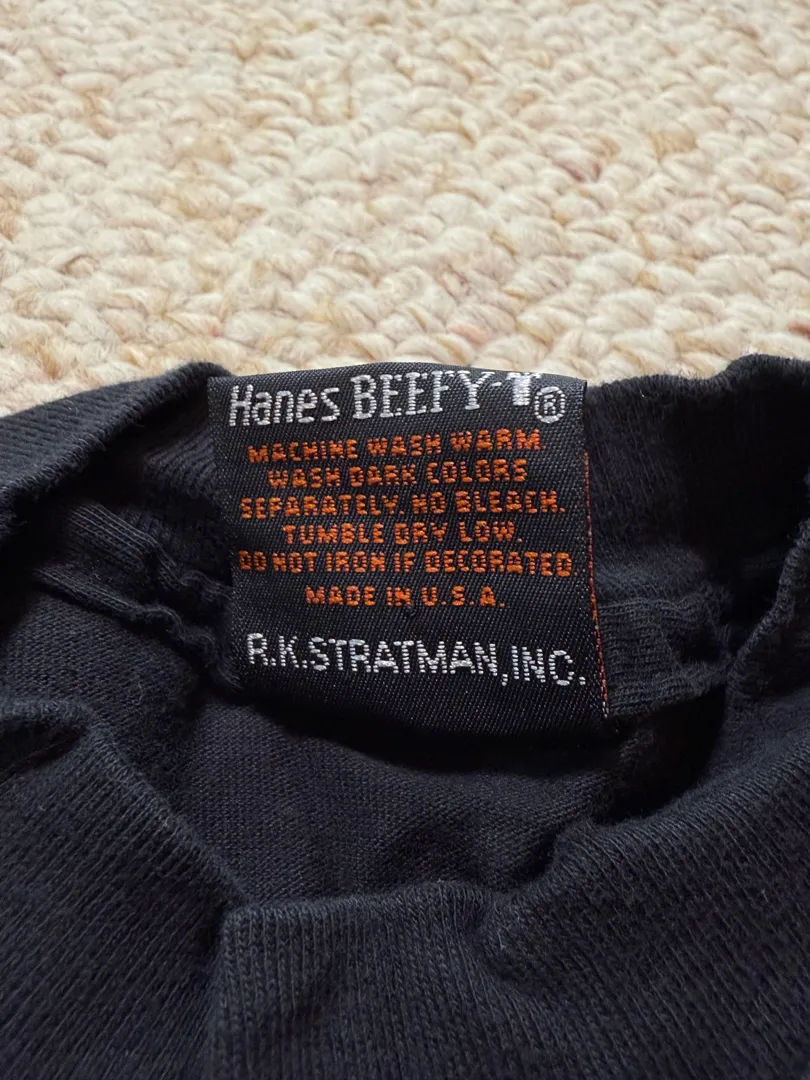 Hanes BEEFY-T®
MACHINE WASH WARM
WASH DARK COLORS
SEPARATELY. NO BLEACH.
TUMBLE DRY LOW.
DO NOT IRON IF DECORATED
MADE IN U.S.A.
R.K.STRATMAN,INC.